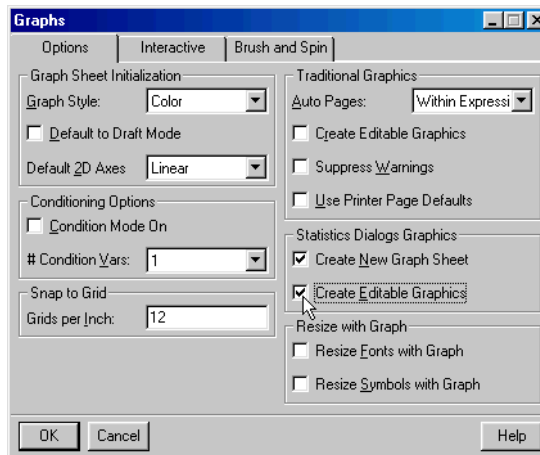 Graphs
Options Interactive Brush and Spin
Graph Sheet Initialization
Graph Style: Color
Default to Draft Mode
Default 2D Axes Linear
Conditioning Options
Condition Mode On
# Condition Vars: 1
Snap to Grid
Grids per Inch: 12
Traditional Graphics
Auto Pages: Within Expressi
Create Editable Graphics
Suppress Warnings
Use Printer Page Defaults
Statistics Dialogs Graphics
Create New Graph Sheet
Create Editable Graphics
Resize with Graph
Resize Fonts with Graph
Resize Symbols with Graph
OK Cancel Help